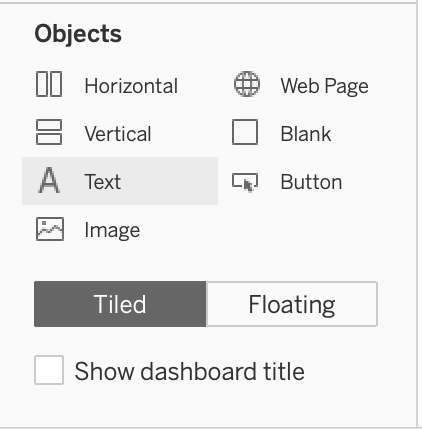 Objects
Horizontal Web Page
Vertical Blank
Text Button
Image
Tiled Floating
Show dashboard title